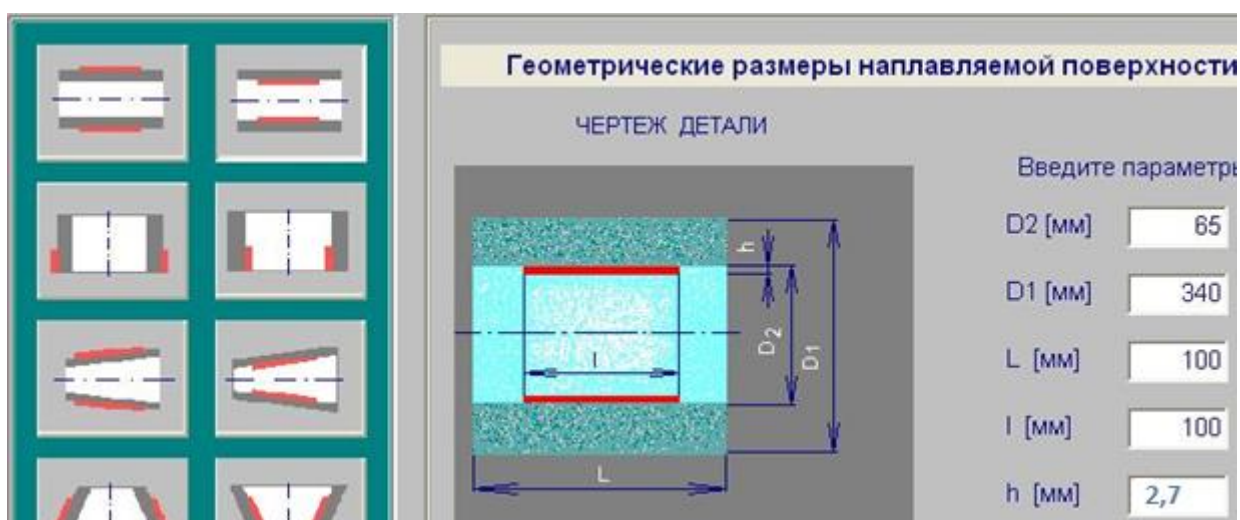 Геометрические размеры наплавляемой поверхности
ЧЕРТЕЖ ДЕТАЛИ
Введите параметры
h
D2
D1
l
L
D2 [мм] 65
D1 [мм] 340
L [мм] 100
l [мм] 100
h [мм] 2,7